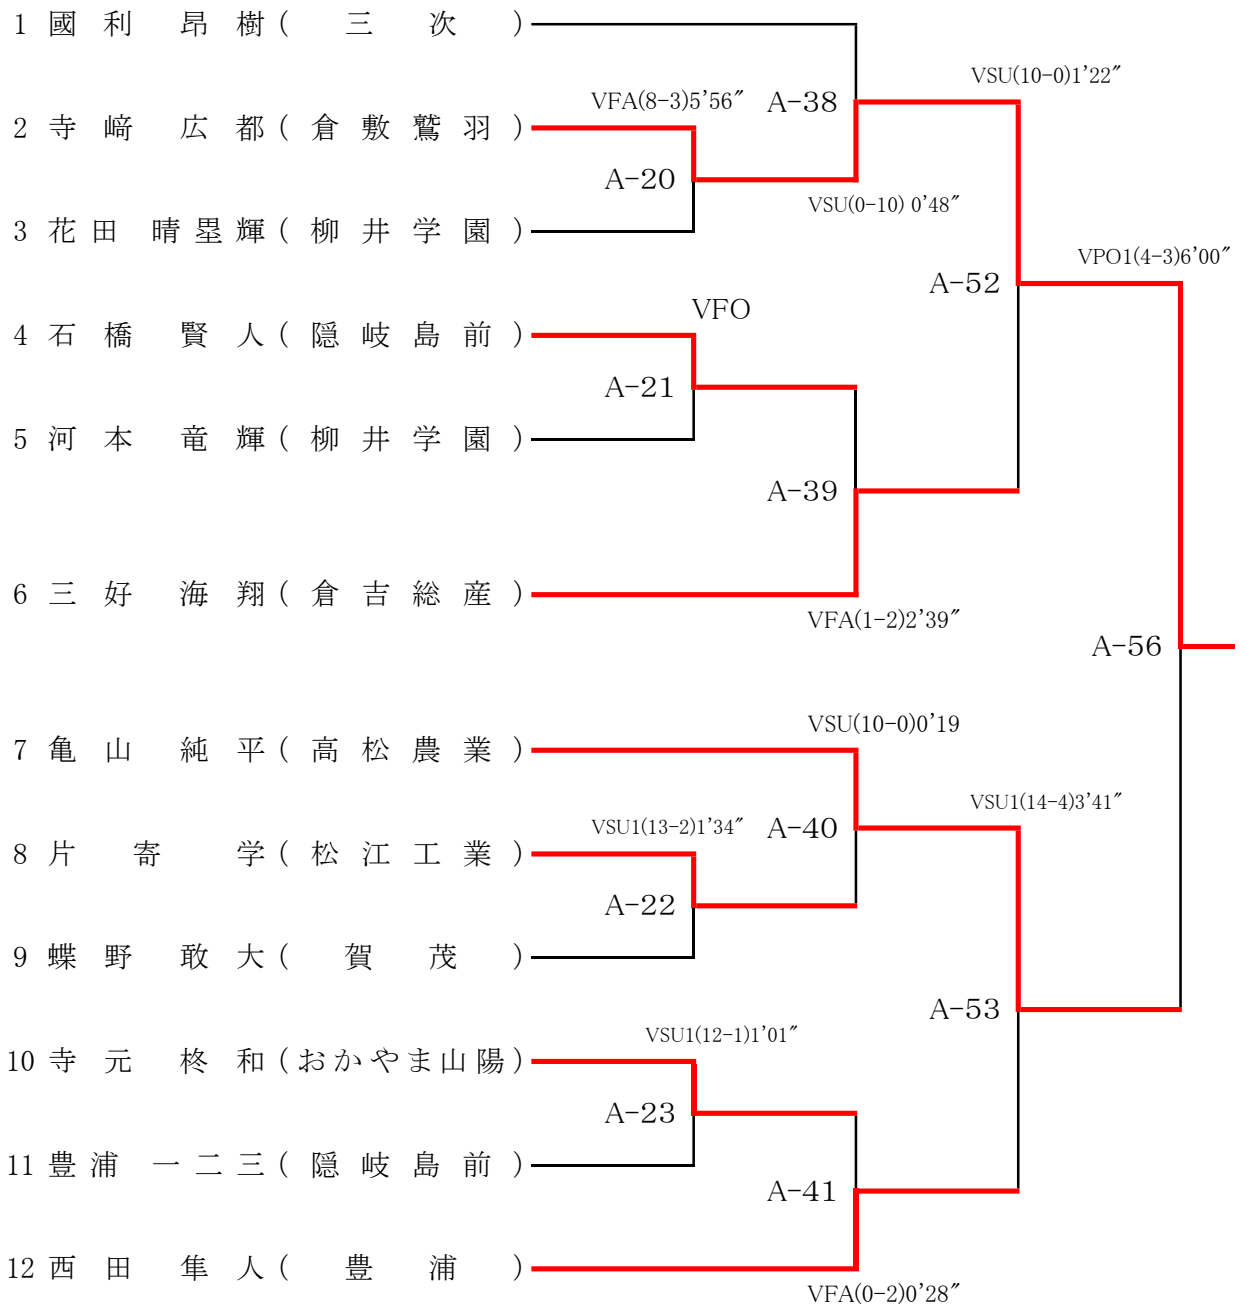 1 國利 昂樹(三次)
VSU(10-0)1'22"
VFA(8-3)5'56"
A-38
2 寺﨑 広都(倉敷鷲羽)
A-20
VSU(0-10) 0'48"
3 花田 晴塁輝(柳井学園)
VPO1(4-3)6'00"
A-52
VFO
4 石橋 賢人(隠岐島前)
A-21
5 河本 竜輝(柳井学園)
A-39
6 三好 海翔(倉吉総産)
VFA(1-2)2'39"
A-56
VSU(10-0)0'19
7 亀山 純平(高松農業)
VSU1(14-4)3'41"
VSU1(13-2)1'34"
A-40
8 片寄 学(松江工業)
A-22
9 蝶野 敢大(賀茂)
A-53
VSU1(12-1)1'01"
10 寺元 柊和(おかやま山陽)
A-23
11 豊浦 一二三(隠岐島前)
A-41
12 西田 隼人(豊浦)
VFA(0-2)0'28"